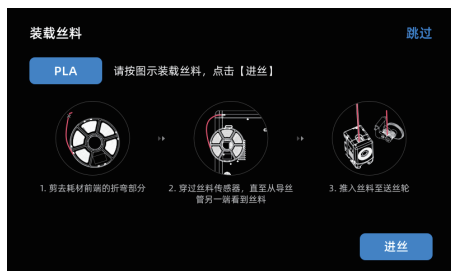 装载丝料
跳过
PLA
请按图示装载丝料，点击【进丝】
1. 剪去耗材前端的折弯部分
2. 穿过丝料传感器，直至从导丝
管另一端看到丝料
3. 推入丝料至送丝轮
进丝